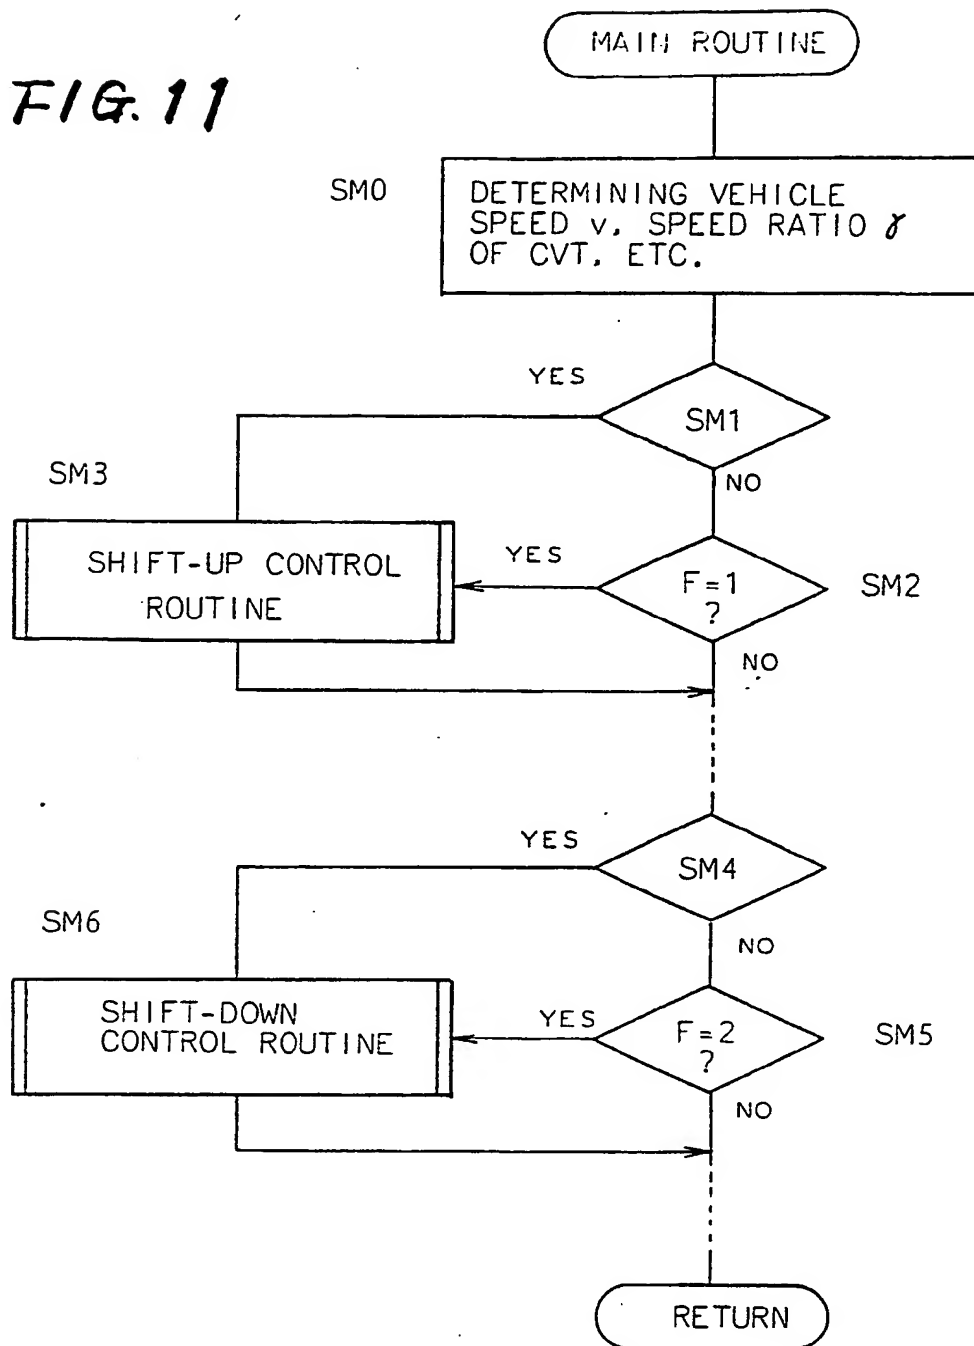 FIG. 11
MAIN ROUTINE
SM0
DETERMINING VEHICLE
SPEED v. SPEED RATIO γ
OF CVT. ETC.
YES
SM1
NO
SM3
SHIFT-UP CONTROL
ROUTINE
YES
F=1
?
SM2
NO
YES
SM4
NO
SM6
SHIFT-DOWN
CONTROL ROUTINE
YES
F=2
?
SM5
NO
RETURN